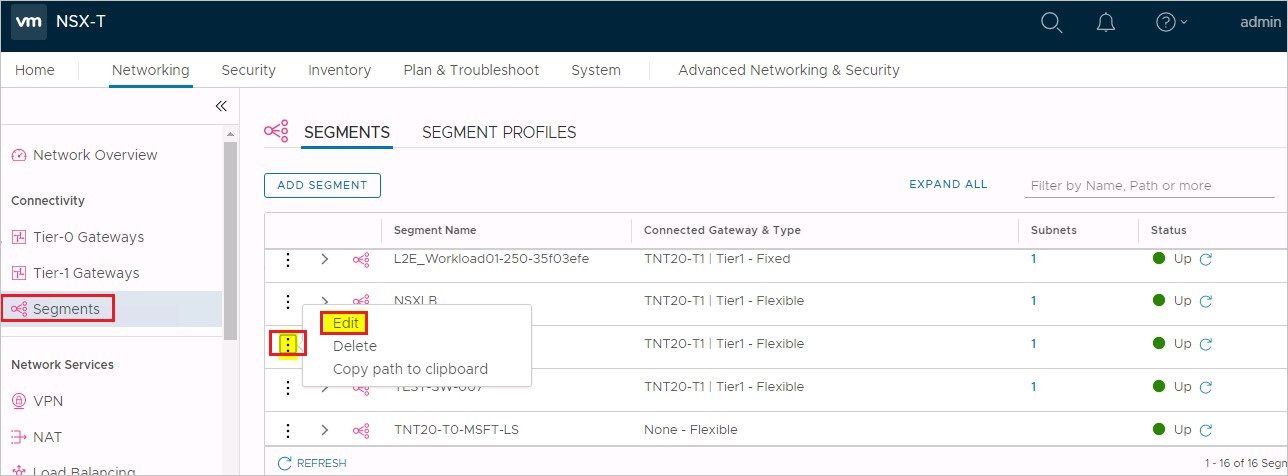 vm NSX-T admin
Home Networking Security Inventory Plan & Troubleshoot System Advanced Networking & Security
Network Overview
Connectivity
Tier-0 Gateways
Tier-1 Gateways
Segments
Network Services
VPN
NAT
Load Balancing
SEGMENTS SEGMENT PROFILES
ADD SEGMENT EXPAND ALL Filter by Name, Path or more
Segment Name Connected Gateway & Type Subnets Status
L2E_Workload01-250-35f03efe TNT20-T1 | Tier1 - Fixed 1 Up
NSXLB TNT20-T1 | Tier1 - Flexible 1 Up
TNT20-T1 | Tier1 - Flexible 1 Up
Edit
Delete
Copy path to clipboard
TEST-SW-007 TNT20-T1 | Tier1 - Flexible 1 Up
TNT20-T0-MSFT-LS None - Flexible Up
REFRESH 1 - 16 of 16 Segn